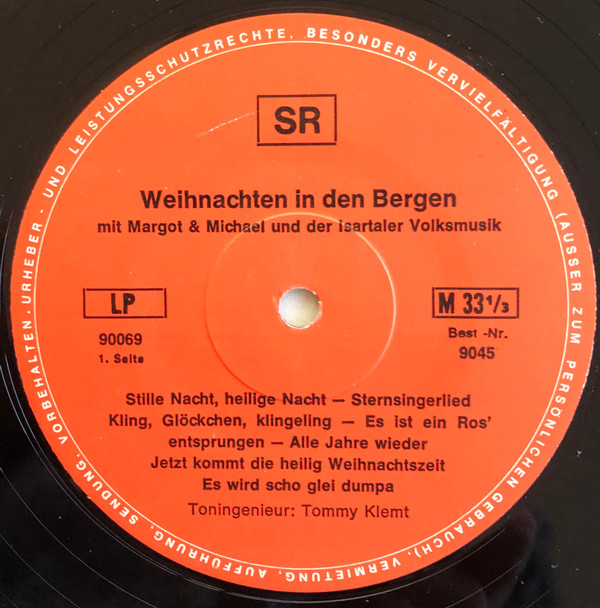 URHEBER- UND LEISTUNGSSCHUTZRECHTE, BESONDERS VERVIELFÄLTIGUNG (AUSSER ZUM PERSÖNLICHEN GEBRAUCH), VERMIETUNG, AUFFÜHRUNG, SENDUNG, VORBEHALTEN.
SR
Weihnachten in den Bergen
mit Margot & Michael und der isartaler Volksmusik
LP
90069
1. Seite
M 33 1/3
Best -Nr.
9045
Stille Nacht, heilige Nacht — Sternsingerlied
Kling, Glöckchen, klingeling — Es ist ein Ros'
entsprungen — Alle Jahre wieder
Jetzt kommt die heilig Weihnachtszeit
Es wird scho glei dumpa
Toningenieur: Tommy Klemt